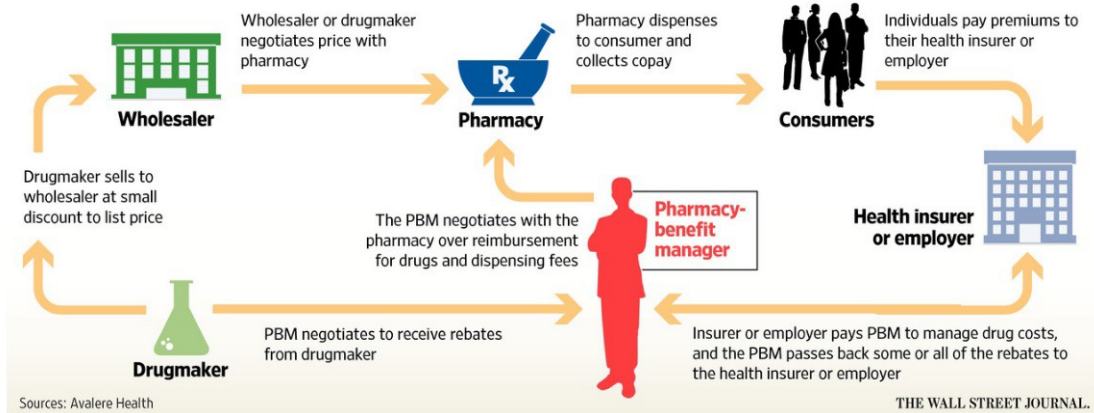 Wholesaler or drugmaker
negotiates price with
pharmacy
Pharmacy dispenses
to consumer and
collects copay
Individuals pay premiums to
their health insurer or
employer
Wholesaler
Rx
Pharmacy
Consumers
Drugmaker sells to
wholesaler at small
discount to list price
The PBM negotiates with the
pharmacy over reimbursement
for drugs and dispensing fees
Pharmacy-
benefit
manager
Health insurer
or employer
Drugmaker
PBM negotiates to receive rebates
from drugmaker
Insurer or employer pays PBM to manage drug costs,
and the PBM passes back some or all of the rebates to
the health insurer or employer
Sources: Avalere Health
THE WALL STREET JOURNAL.